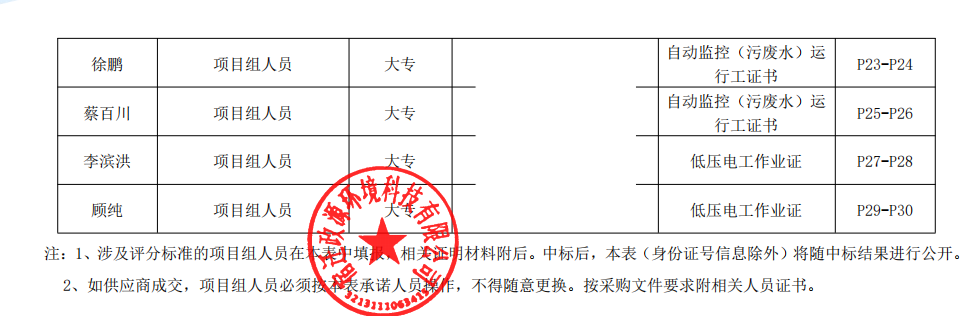 徐鹏 项目组人员 大专 自动监控（污废水）运行工证书 P23-P24
蔡百川 项目组人员 大专 自动监控（污废水）运行工证书 P25-P26
李滨洪 项目组人员 大专 低压电工作业证 P27-P28
顾纯 项目组人员 大专 低压电工作业证 P29-P30
源环境科技有限公司
注：1、涉及评分标准的项目组人员在本表中填报，相关证明材料附后。中标后，本表（身份证号信息除外）将随中标结果进行公开。
2、如供应商成交，项目组人员必须按本表承诺人员操作，不得随意更换。按采购文件要求附相关人员证书。